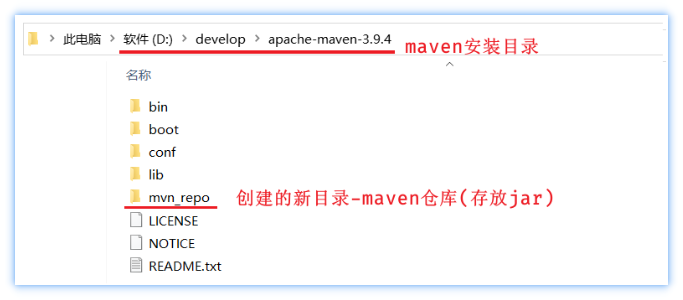 此电脑 > 软件 (D:) > develop > apache-maven-3.9.4
maven安装目录
名称
bin
boot
conf
lib
mvn_repo
创建的新目录-maven仓库(存放jar)
LICENSE
NOTICE
README.txt